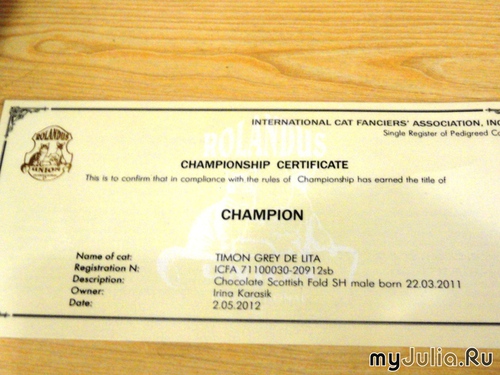 INTERNATIONAL CAT FANCIERS' ASSOCIATION, INC
Single Register of Pedigreed Ca
ROLANDUS
UNION
ROLANDUS
CHAMPIONSHIP CERTIFICATE
This is to confirm that in compliance with the rules of Championship has earned the title of
CHAMPION
Name of cat: TIMON GREY DE LITA
Registration N: ICFA 71100030-20912sb
Description: Chocolate Scottish Fold SH male born 22.03.2011
Owner: Irina Karasik
Date: 2.05.2012
myJulia.Ru